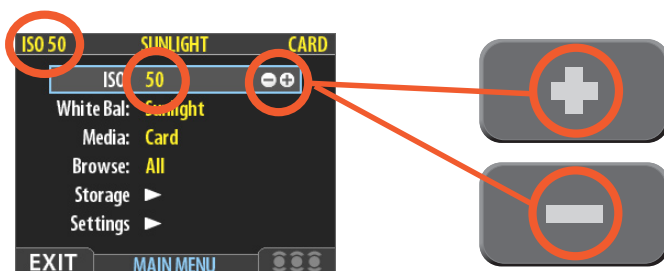 ISO 50 SUNLIGHT CARD
ISO 50
White Bal: Sunlight
Media: Card
Browse: All
Storage
Settings
EXIT MAIN MENU